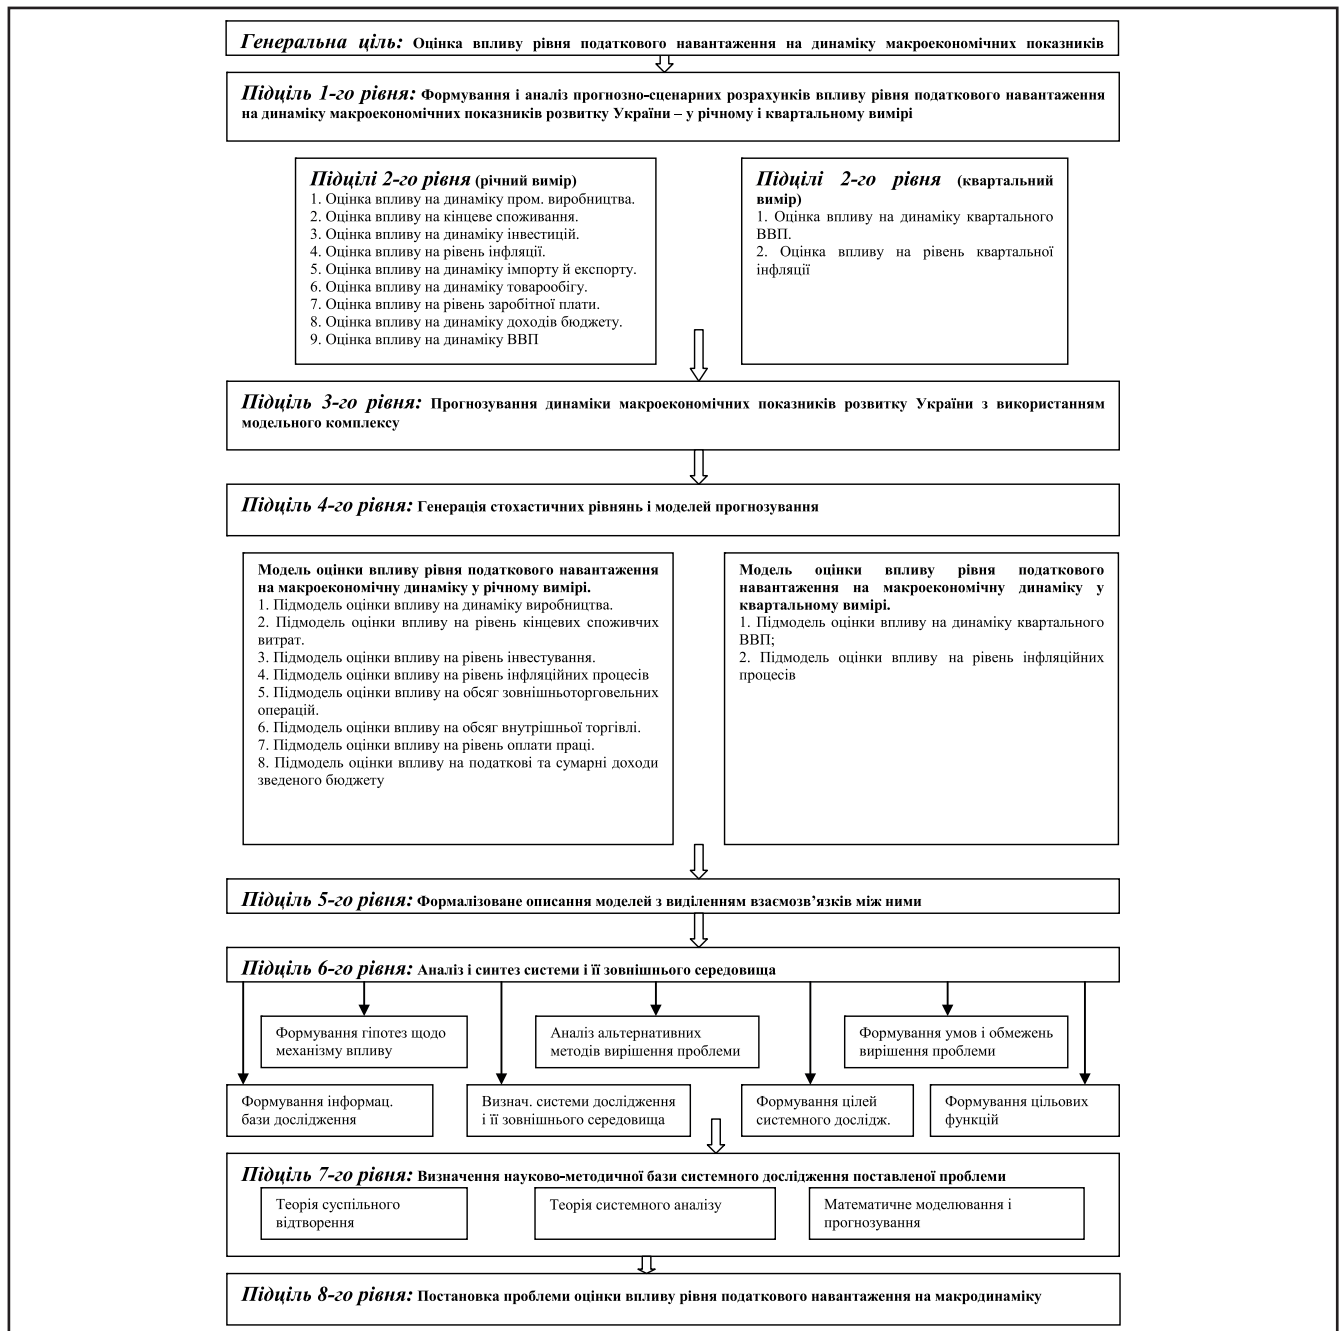 Генеральна ціль: Оцінка впливу рівня податкового навантаження на динаміку макроекономічних показників
Підціль 1-го рівня: Формування і аналіз прогнозно-сценарних розрахунків впливу рівня податкового навантаження
на динаміку макроекономічних показників розвитку України – у річному і квартальному вимірі
Підцілі 2-го рівня (річний вимір)
1. Оцінка впливу на динаміку пром. виробництва.
2. Оцінка впливу на кінцеве споживання.
3. Оцінка впливу на динаміку інвестицій.
4. Оцінка впливу на рівень інфляції.
5. Оцінка впливу на динаміку імпорту й експорту.
6. Оцінка впливу на динаміку товарообігу.
7. Оцінка впливу на рівень заробітної плати.
8. Оцінка впливу на динаміку доходів бюджету.
9. Оцінка впливу на динаміку ВВП
Підцілі 2-го рівня (квартальний
вимір)
1. Оцінка впливу на динаміку квартального
ВВП.
2. Оцінка впливу на рівень квартальної
інфляції
Підціль 3-го рівня: Прогнозування динаміки макроекономічних показників розвитку України з використанням
модельного комплексу
Підціль 4-го рівня: Генерація стохастичних рівнянь і моделей прогнозування
Модель оцінки впливу рівня податкового навантаження
на макроекономічну динаміку у річному вимірі.
1. Підмодель оцінки впливу на динаміку виробництва.
2. Підмодель оцінки впливу на рівень кінцевих споживчих
витрат.
3. Підмодель оцінки впливу на рівень інвестування.
4. Підмодель оцінки впливу на рівень інфляційних процесів
5. Підмодель оцінки впливу на обсяг зовнішньоторговельних
операцій.
6. Підмодель оцінки впливу на обсяг внутрішньої торгівлі.
7. Підмодель оцінки впливу на рівень оплати праці.
8. Підмодель оцінки впливу на податкові та сумарні доходи
зведеного бюджету
Модель оцінки впливу рівня податкового
навантаження на макроекономічну динаміку у
квартальному вимірі.
1. Підмодель оцінки впливу на динаміку квартального
ВВП;
2. Підмодель оцінки впливу на рівень інфляційних
процесів
Підціль 5-го рівня: Формалізоване описання моделей з виділенням взаємозв’язків між ними
Підціль 6-го рівня: Аналіз і синтез системи і її зовнішнього середовища
Формування гіпотез щодо
механізму впливу
Аналіз альтернативних
методів вирішення проблеми
Формування умов і обмежень
вирішення проблеми
Формування інформац.
бази дослідження
Визнач. системи дослідження
і її зовнішнього середовища
Формування цілей
системного дослідж.
Формування цільових
функцій
Підціль 7-го рівня: Визначення науково-методичної бази системного дослідження поставленої проблеми
Теорія суспільного
відтворення
Теорія системного аналізу
Математичне моделювання і
прогнозування
Підціль 8-го рівня: Постановка проблеми оцінки впливу рівня податкового навантаження на макродинаміку